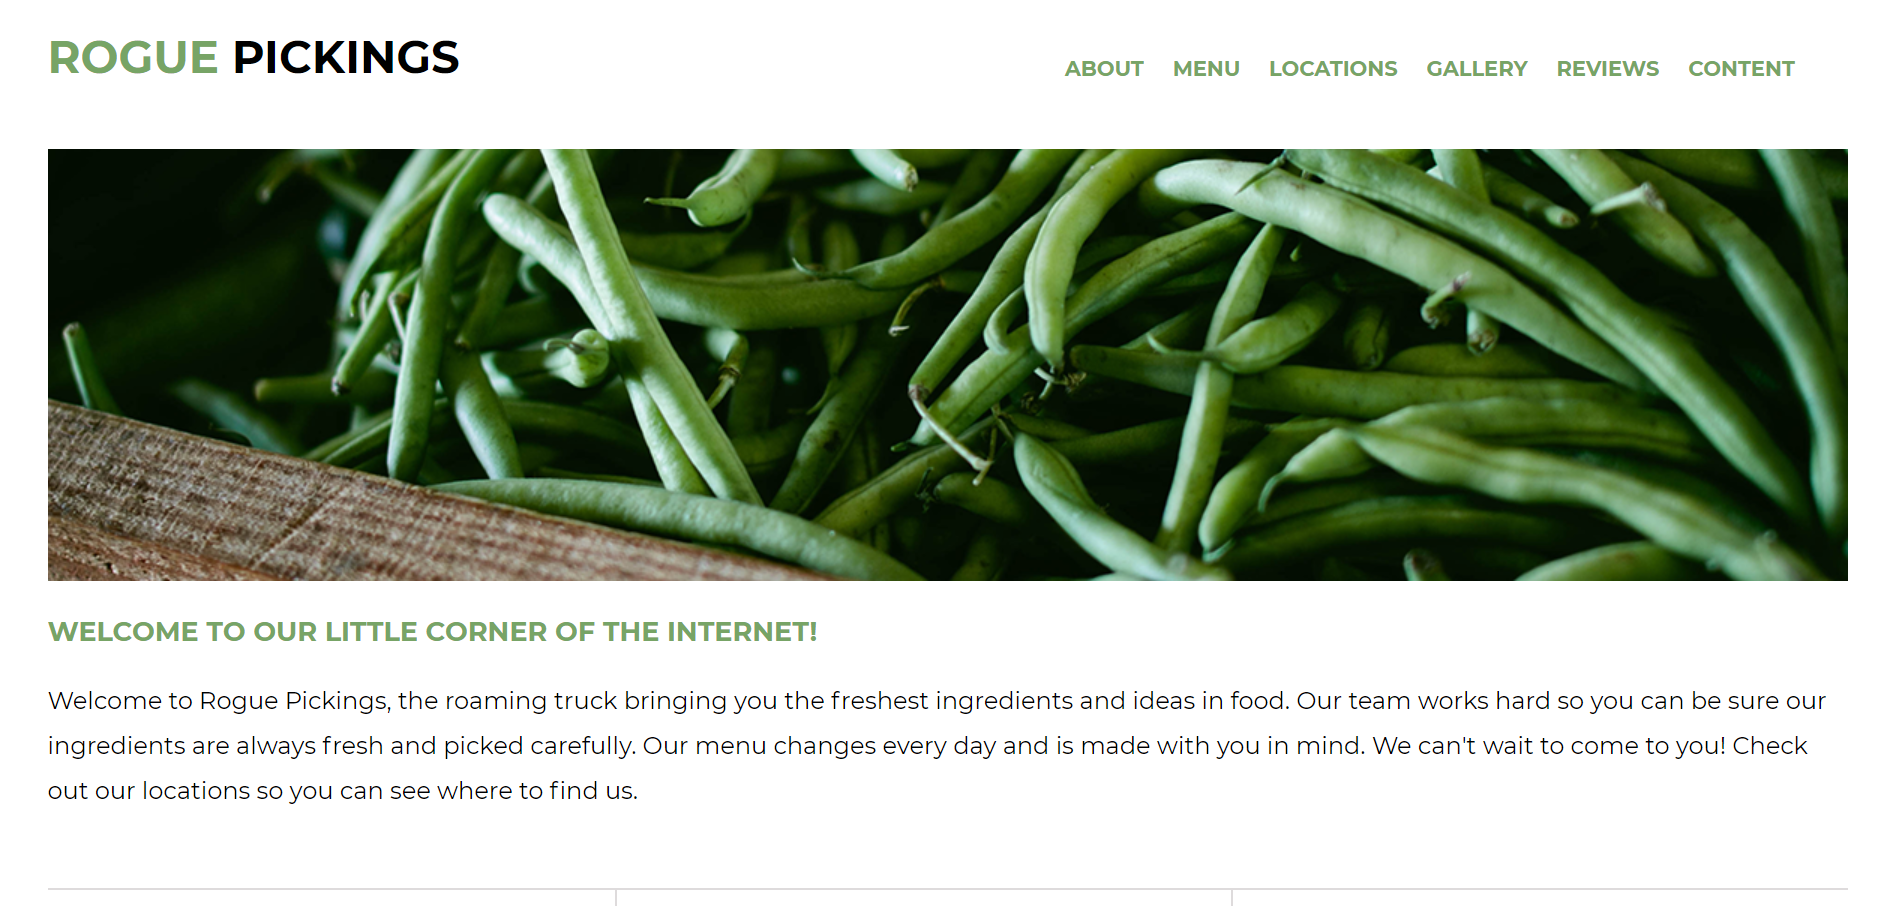 ROGUE PICKINGS
ABOUT MENU LOCATIONS GALLERY REVIEWS CONTENT
WELCOME TO OUR LITTLE CORNER OF THE INTERNET!
Welcome to Rogue Pickings, the roaming truck bringing you the freshest ingredients and ideas in food. Our team works hard so you can be sure our
ingredients are always fresh and picked carefully. Our menu changes every day and is made with you in mind. We can't wait to come to you! Check
out our locations so you can see where to find us.